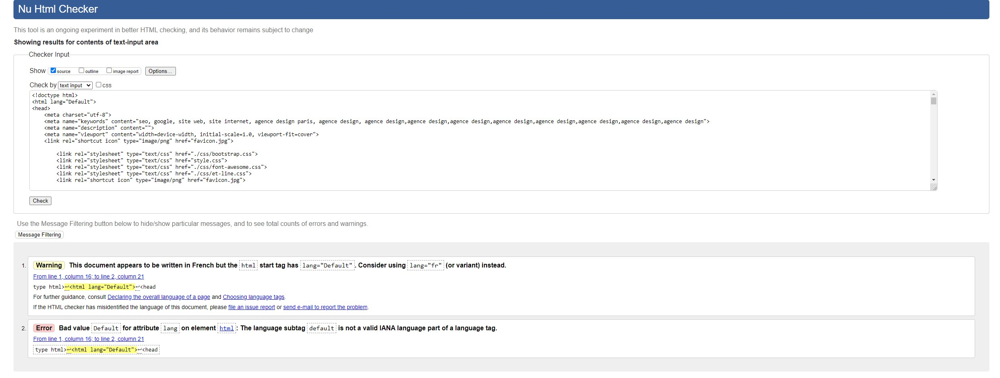 Nu Html Checker
This tool is an ongoing experiment in better HTML checking, and its behavior remains subject to change
Showing results for contents of text-input area
Checker Input
Show source outline image report Options...
Check by text input css
<!doctype html>
<html lang="Default">
<head>
    <meta charset="utf-8">
    <meta name="keywords" content="seo, google, site web, site internet, agence design paris, agence design, agence design,agence design,agence design,agence design,agence design,agence design,agence design,agence design">
    <meta name="description" content="">
    <meta name="viewport" content="width=device-width, initial-scale=1.0, viewport-fit=cover">
    <link rel="shortcut icon" type="image/png" href="favicon.jpg">
        <link rel="stylesheet" type="text/css" href="./css/bootstrap.css">
        <link rel="stylesheet" type="text/css" href="style.css">
        <link rel="stylesheet" type="text/css" href="./css/font-awesome.css">
        <link rel="stylesheet" type="text/css" href="./css/et-line.css">
        <link rel="shortcut icon" type="image/png" href="favicon.jpg">
Check
Use the Message Filtering button below to hide/show particular messages, and to see total counts of errors and warnings.
Message Filtering
1. Warning This document appears to be written in French but the html start tag has lang="Default". Consider using lang="fr" (or variant) instead.
From line 1, column 16; to line 2, column 21
type html>↩<html lang="Default">↩<head
For further guidance, consult Declaring the overall language of a page and Choosing language tags.
If the HTML checker has misidentified the language of this document, please file an issue report or send e-mail to report the problem.
2. Error Bad value Default for attribute lang on element html: The language subtag default is not a valid IANA language part of a language tag.
From line 1, column 16; to line 2, column 21
type html>↩<html lang="Default">↩<head